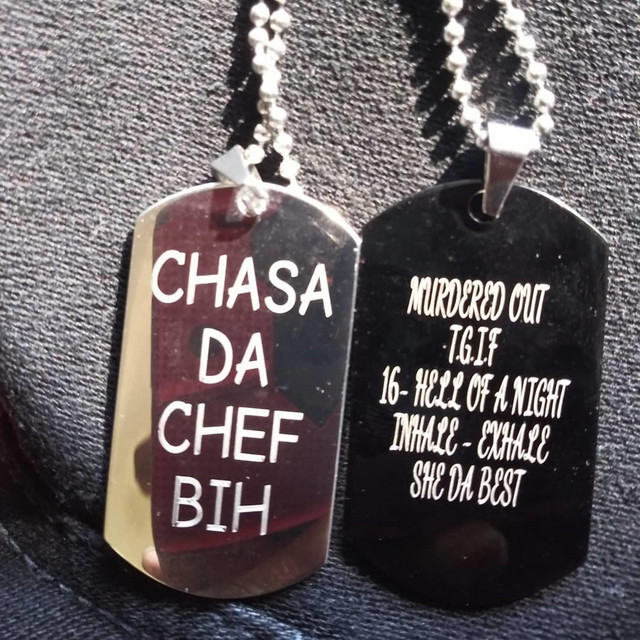 CHASA
DA
CHEF
BIH
MURDERED OUT
T.G.I.F
16- HELL OF A NIGHT
INHALE - EXHALE
SHE DA BEST